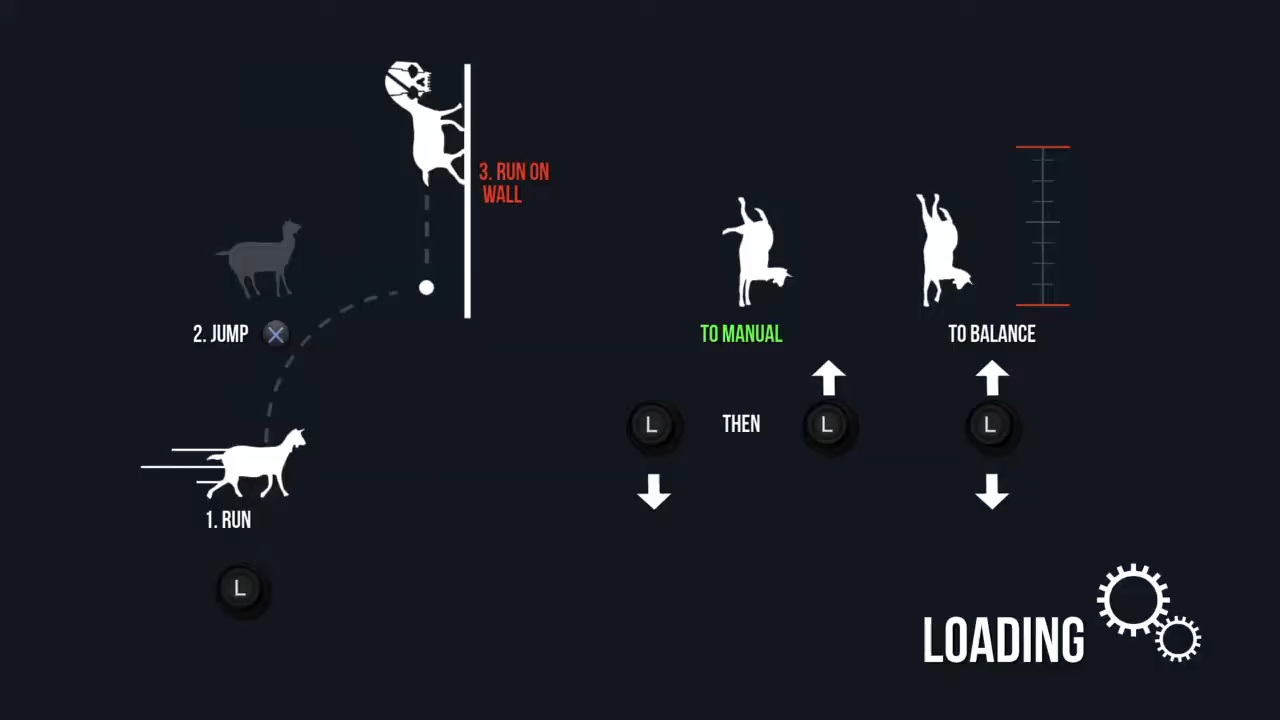 3. RUN ON
WALL
2. JUMP
1. RUN
L
TO MANUAL
L THEN L
TO BALANCE
L
LOADING